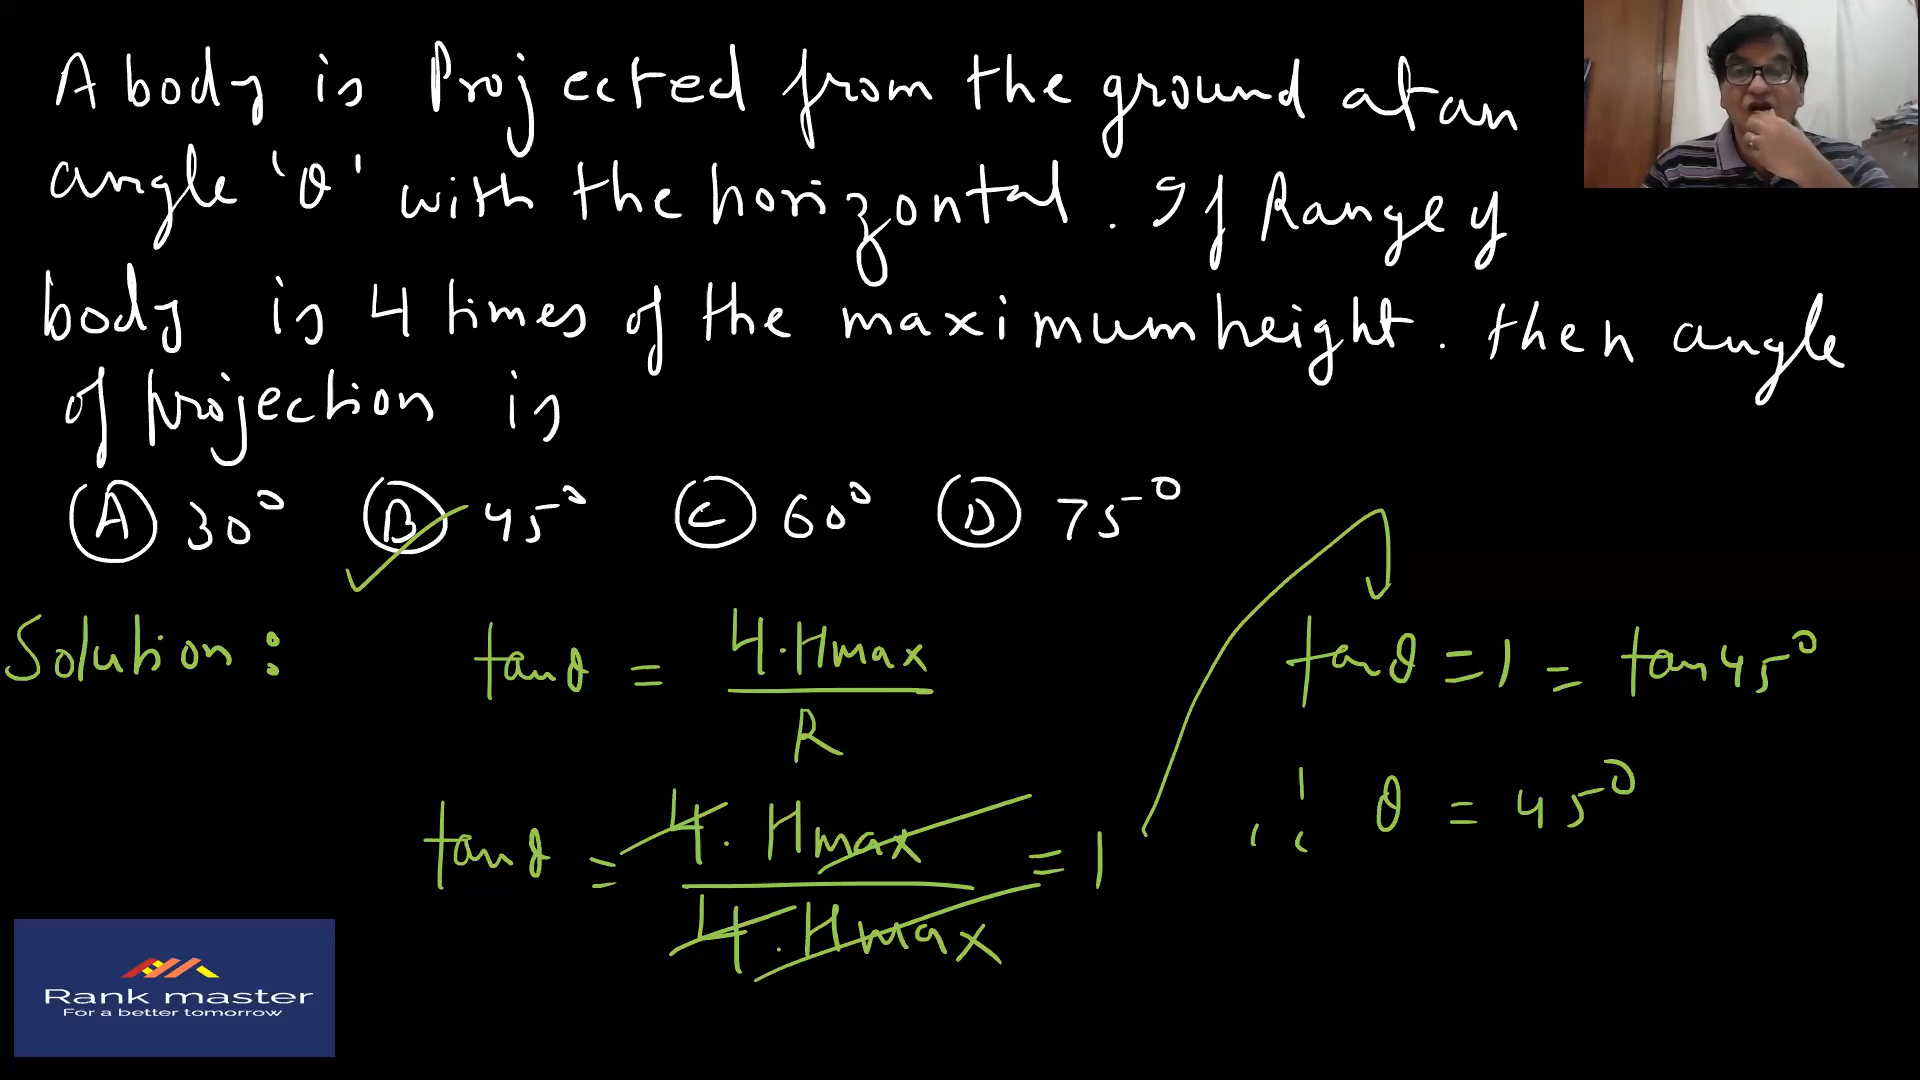 A body is Projected from the ground at an
angle 'θ' with the horizontal. If Range of
body is 4 times of the maximum height. then angle
of projection is
(A) 30° (B) 45° (C) 60° (D) 75°
Solution: tanθ = 4.Hmax / R
tanθ = 4.Hmax / 4.Hmax = 1
tanθ = 1 = tan45°
∴ θ = 45°
Rank master
For a better tomorrow